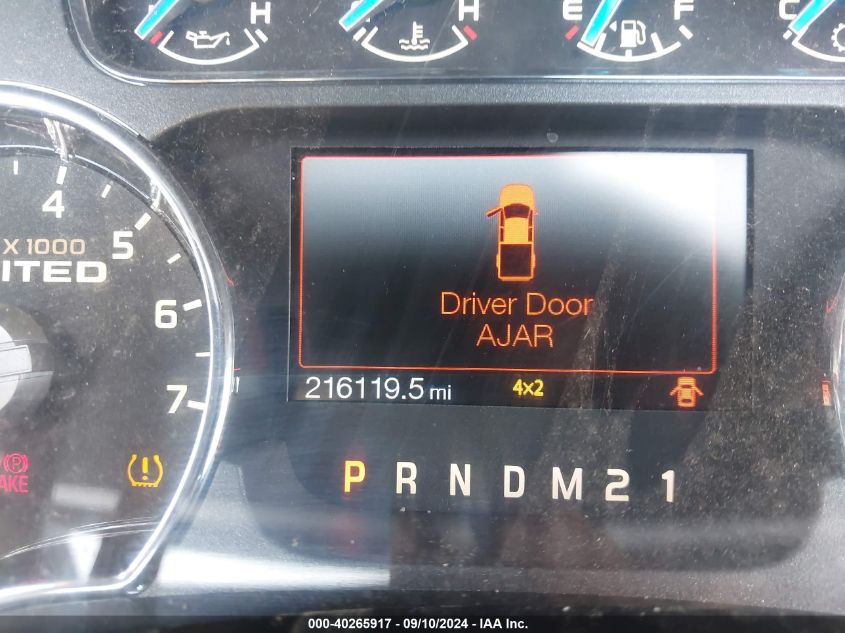 H H E F C
4
5
X 1000
ITED
6
7
Driver Door
AJAR
216119.5 mi 4x2
P R N D M 2 1
(P)
AKE
(!)
000-40265917 - 09/10/2024 - IAA Inc.